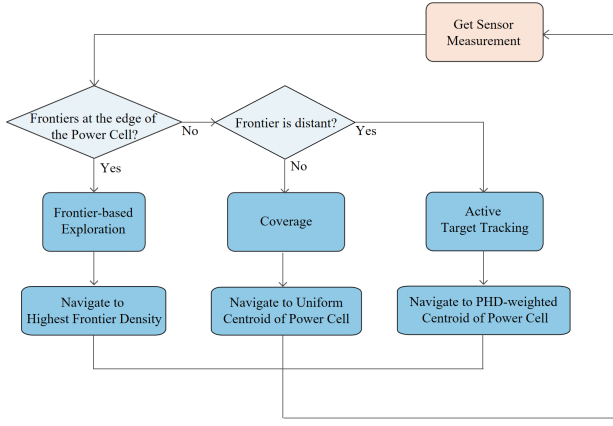 Get Sensor
Measurement
Frontiers at the edge of
the Power Cell?
No
Frontier is distant?
Yes
Yes
No
Frontier-based
Exploration
Coverage
Active
Target Tracking
Navigate to
Highest Frontier Density
Navigate to Uniform
Centroid of Power Cell
Navigate to PHD-weighted
Centroid of Power Cell